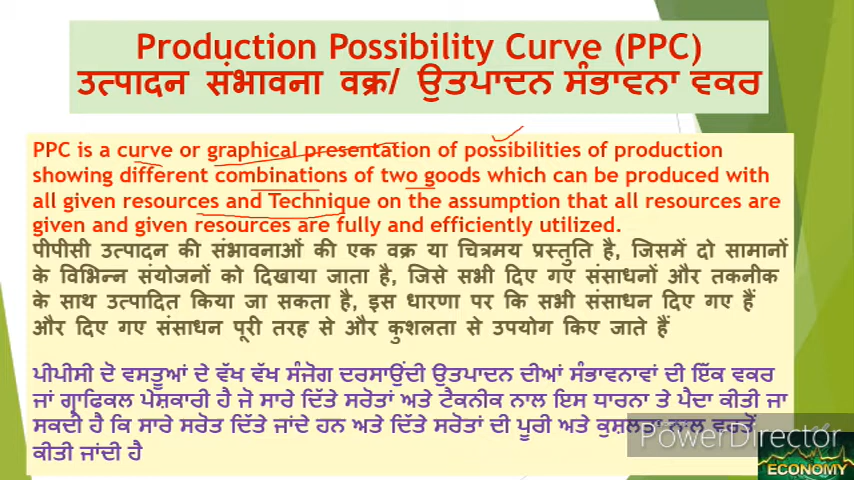 Production Possibility Curve (PPC)
उत्पादन संभावना वक्र/ ਉਤਪਾਦਨ ਸੰਭਾਵਨਾ ਵਕਰ
PPC is a curve or graphical presentation of possibilities of production
showing different combinations of two goods which can be produced with
all given resources and Technique on the assumption that all resources are
given and given resources are fully and efficiently utilized.
पीपीसी उत्पादन की संभावनाओं की एक वक्र या चित्रमय प्रस्तुति है, जिसमें दो सामानों
के विभिन्न संयोजनों को दिखाया जाता है, जिसे सभी दिए गए संसाधनों और तकनीक
के साथ उत्पादित किया जा सकता है, इस धारणा पर कि सभी संसाधन दिए गए हैं
और दिए गए संसाधन पूरी तरह से और कुशलता से उपयोग किए जाते हैं
ਪੀਪੀਸੀ ਦੋ ਵਸਤੂਆਂ ਦੇ ਵੱਖ ਵੱਖ ਸੰਜੋਗ ਦਰਸਾਉਂਦੀ ਉਤਪਾਦਨ ਦੀਆਂ ਸੰਭਾਵਨਾਵਾਂ ਦੀ ਇੱਕ ਵਕਰ
ਜਾਂ ਗ੍ਰਾਫਿਕਲ ਪੇਸ਼ਕਾਰੀ ਹੈ ਜੋ ਸਾਰੇ ਦਿੱਤੇ ਸਰੋਤਾਂ ਅਤੇ ਟੈਕਨੀਕ ਨਾਲ ਇਸ ਧਾਰਨਾ ਤੇ ਪੈਦਾ ਕੀਤੀ ਜਾ
ਸਕਦੀ ਹੈ ਕਿ ਸਾਰੇ ਸਰੋਤ ਦਿੱਤੇ ਜਾਂਦੇ ਹਨ ਅਤੇ ਦਿੱਤੇ ਸਰੋਤਾਂ ਦੀ ਪੂਰੀ ਅਤੇ ਕੁਸ਼ਲਤਾ ਨਾਲ ਵਰਤੋਂ
ਕੀਤੀ ਜਾਂਦੀ ਹੈ
PowerDirector
ECONOMY